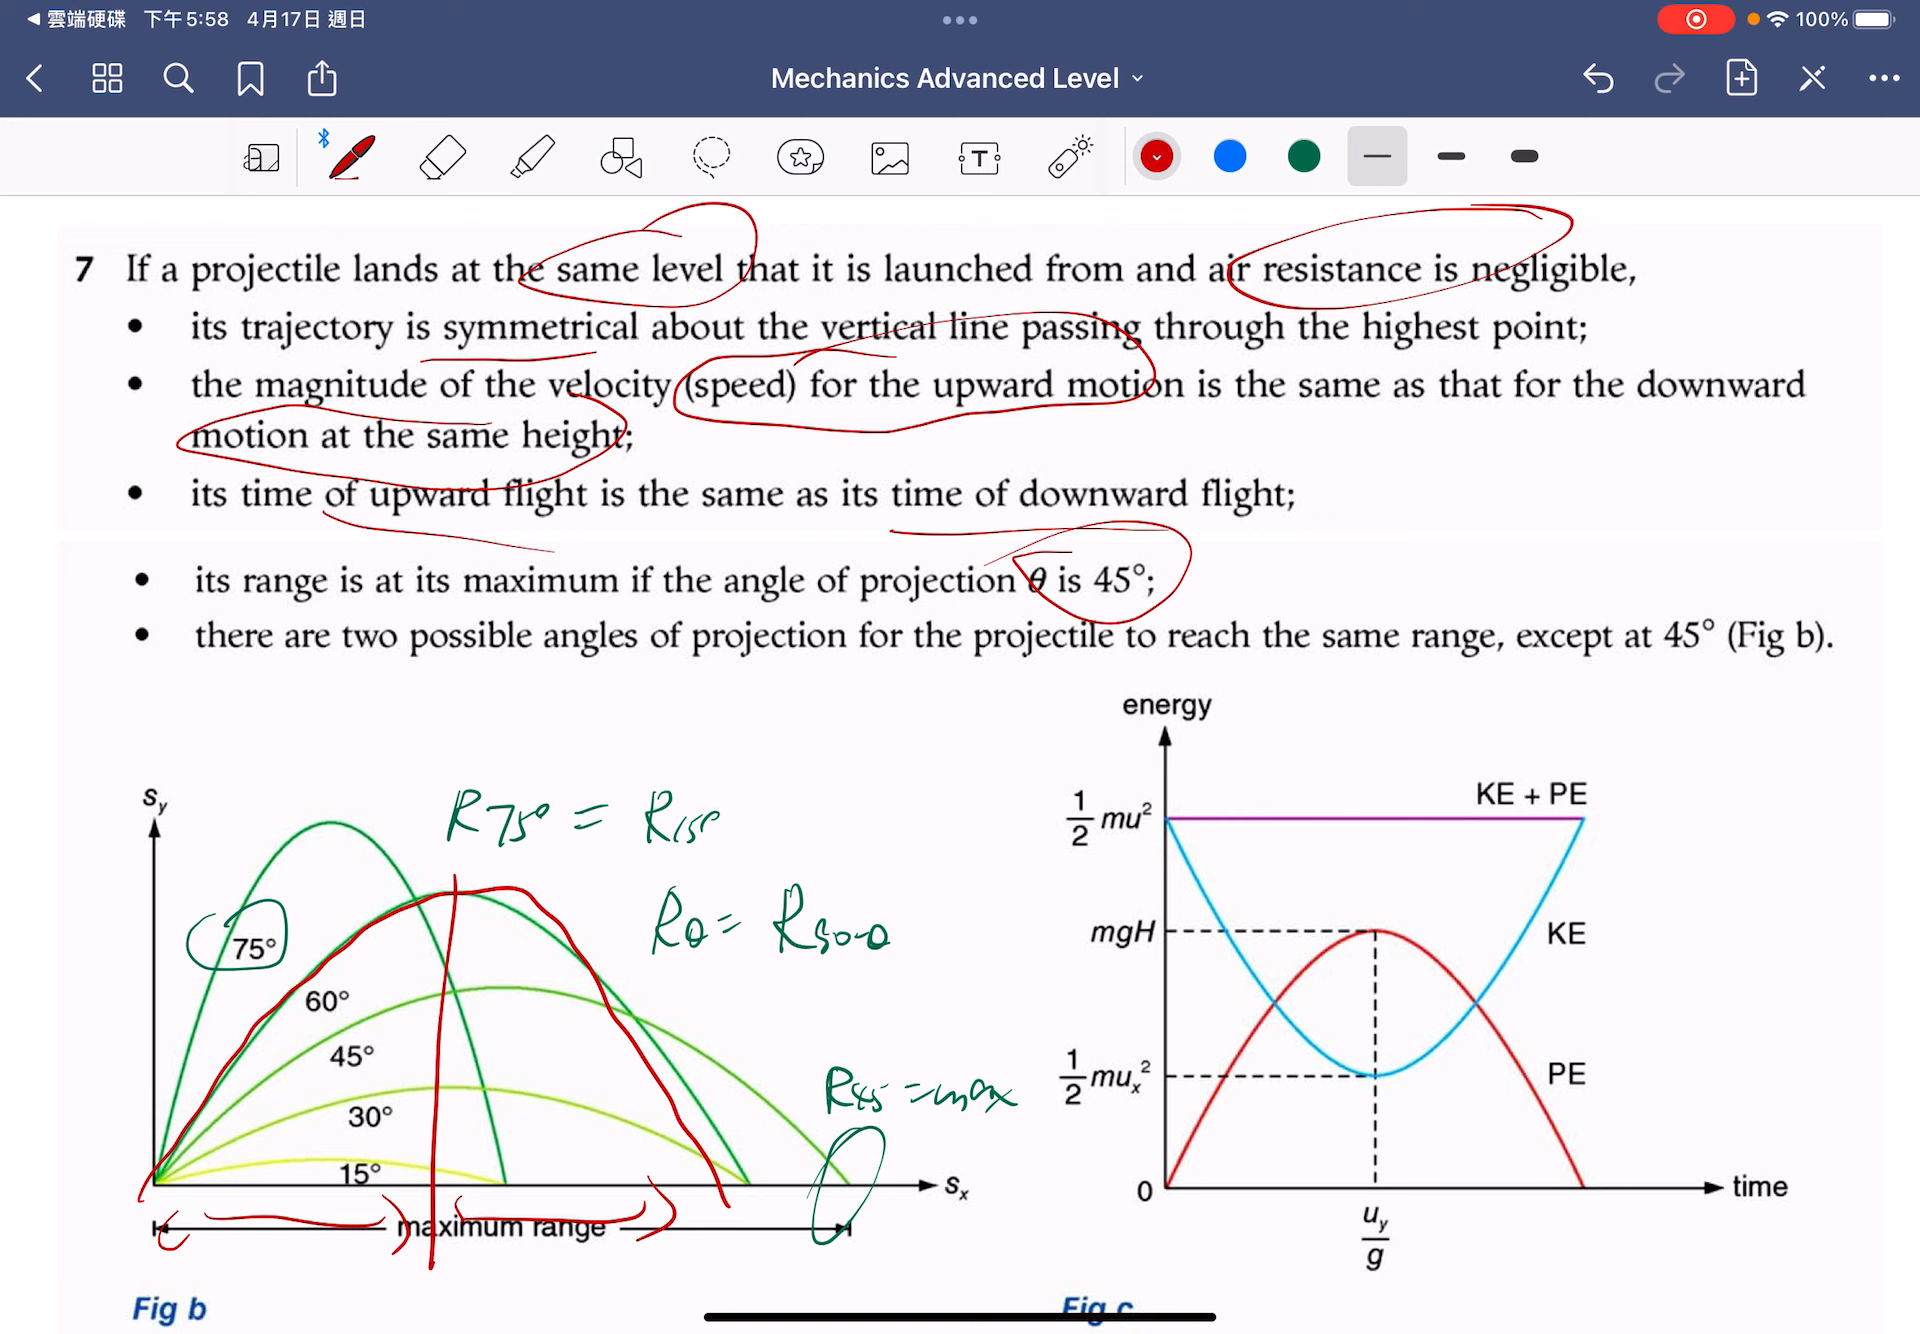 雲端硬碟 下午5:58 4月17日 週日 100%
Mechanics Advanced Level
7 If a projectile lands at the same level that it is launched from and air resistance is negligible,
• its trajectory is symmetrical about the vertical line passing through the highest point;
• the magnitude of the velocity (speed) for the upward motion is the same as that for the downward
motion at the same height;
• its time of upward flight is the same as its time of downward flight;
• its range is at its maximum if the angle of projection θ is 45°;
• there are two possible angles of projection for the projectile to reach the same range, except at 45° (Fig b).
s_y
R75° = R15°
Rθ =
75°
60°
45°
30°
15°
R45 = max
s_x
maximum range
Fig b
energy
KE + PE
1/2 mu²
mgH
KE
1/2 mu_x²
PE
0
time
u_y/g
Fig c